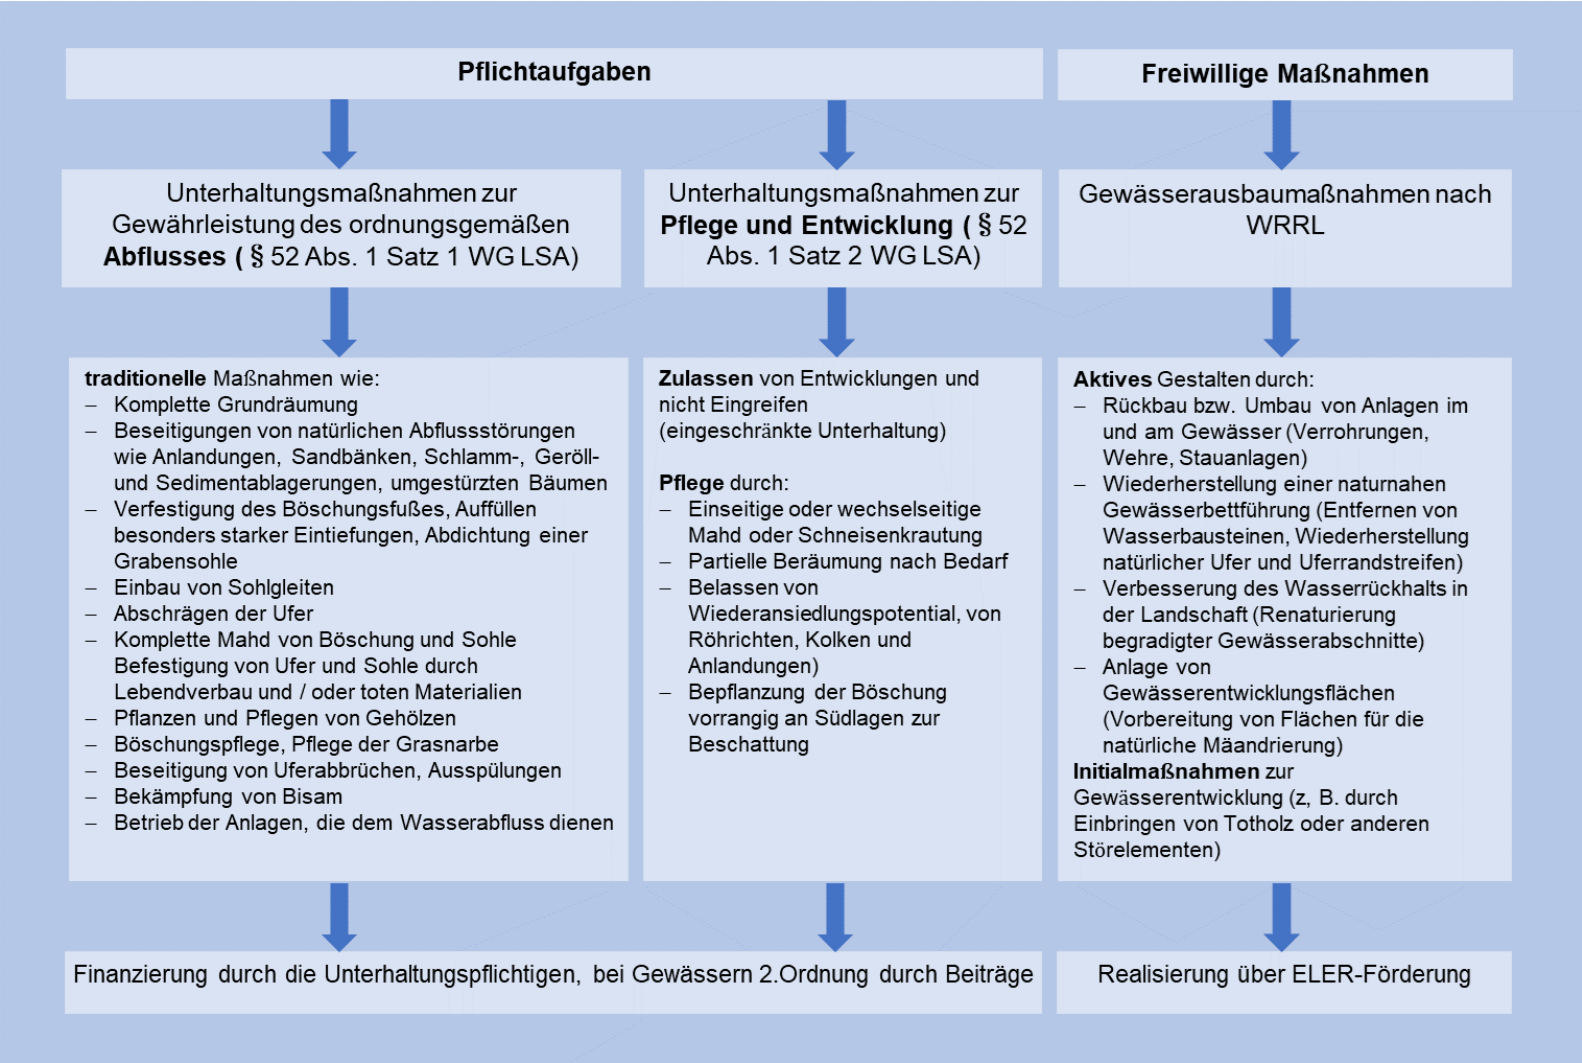 Pflichtaufgaben
Freiwillige Maßnahmen
Unterhaltungsmaßnahmen zur
Gewährleistung des ordnungsgemäßen
Abflusses ( § 52 Abs. 1 Satz 1 WG LSA)
Unterhaltungsmaßnahmen zur
Pflege und Entwicklung ( § 52
Abs. 1 Satz 2 WG LSA)
Gewässerausbaumaßnahmen nach
WRRL
traditionelle Maßnahmen wie:
– Komplette Grundräumung
– Beseitigungen von natürlichen Abflussstörungen
wie Anlandungen, Sandbänken, Schlamm-, Geröll-
und Sedimentablagerungen, umgestürzten Bäumen
– Verfestigung des Böschungsfußes, Auffüllen
besonders starker Eintiefungen, Abdichtung einer
Grabensohle
– Einbau von Sohlgleiten
– Abschrägen der Ufer
– Komplette Mahd von Böschung und Sohle
Befestigung von Ufer und Sohle durch
Lebendverbau und / oder toten Materialien
– Pflanzen und Pflegen von Gehölzen
– Böschungspflege, Pflege der Grasnarbe
– Beseitigung von Uferabbrüchen, Ausspülungen
– Bekämpfung von Bisam
– Betrieb der Anlagen, die dem Wasserabfluss dienen
Zulassen von Entwicklungen und
nicht Eingreifen
(eingeschränkte Unterhaltung)
Pflege durch:
– Einseitige oder wechselseitige
Mahd oder Schneisenkrautung
– Partielle Beräumung nach Bedarf
– Belassen von
Wiederansiedlungspotential, von
Röhrichten, Kolken und
Anlandungen)
– Bepflanzung der Böschung
vorrangig an Südlagen zur
Beschattung
Aktives Gestalten durch:
– Rückbau bzw. Umbau von Anlagen im
und am Gewässer (Verrohrungen,
Wehre, Stauanlagen)
– Wiederherstellung einer naturnahen
Gewässerbettführung (Entfernen von
Wasserbausteinen, Wiederherstellung
natürlicher Ufer und Uferrandstreifen)
– Verbesserung des Wasserrückhalts in
der Landschaft (Renaturierung
begradigter Gewässerabschnitte)
– Anlage von
Gewässerentwicklungsflächen
(Vorbereitung von Flächen für die
natürliche Mäandrierung)
Initialmaßnahmen zur
Gewässerentwicklung (z, B. durch
Einbringen von Totholz oder anderen
Störelementen)
Finanzierung durch die Unterhaltungspflichtigen, bei Gewässern 2.Ordnung durch Beiträge
Realisierung über ELER-Förderung